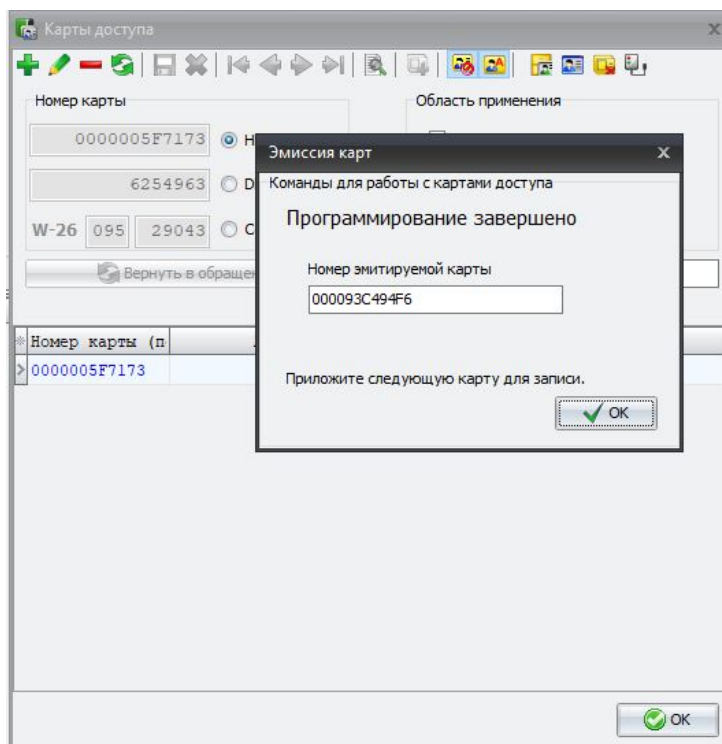 Карты доступа
Номер карты
Область применения
0000005F7173
H
6254963
D
W-26 095 29043
C
Вернуть в обращен
Номер карты (п
0000005F7173
Эмиссия карт
Команды для работы с картами доступа
Программирование завершено
Номер эмитируемой карты
000093C494F6
Приложите следующую карту для записи.
OK
OK